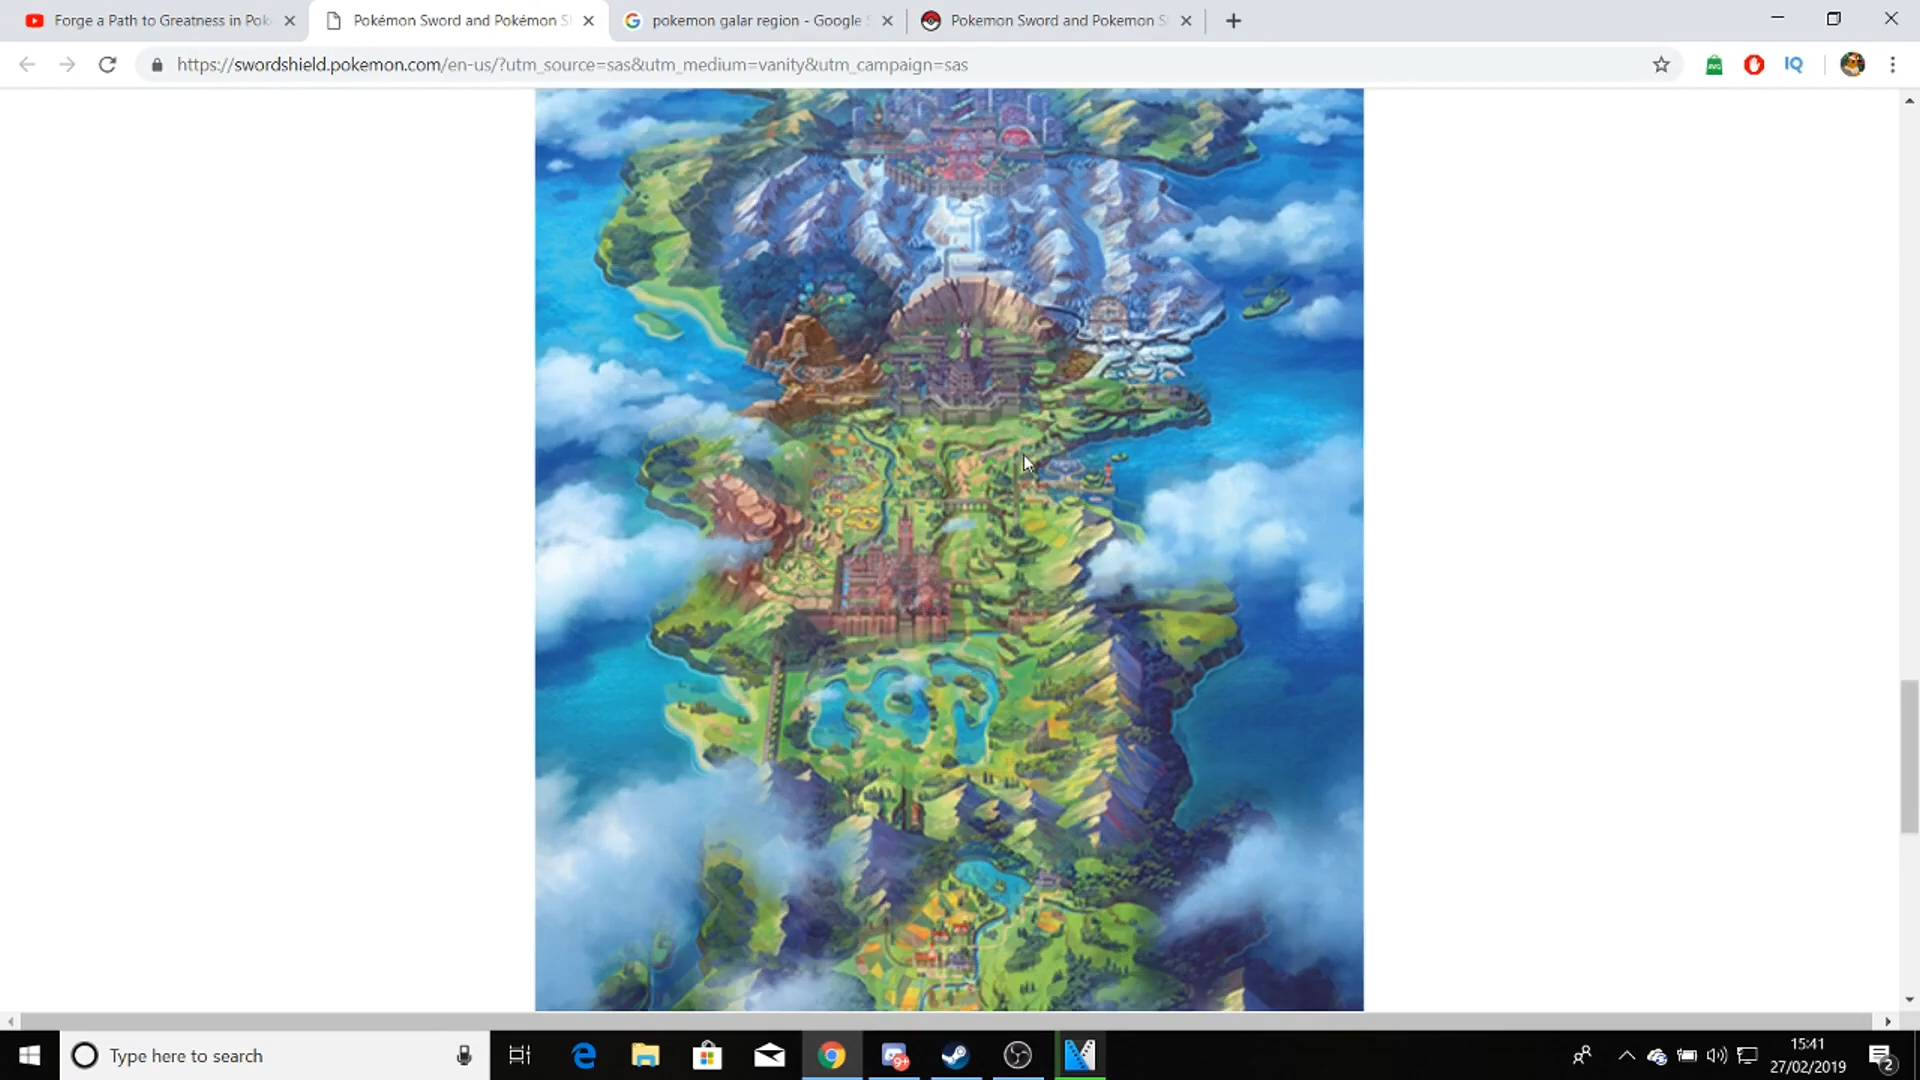 Forge a Path to Greatness in Pok
Pokémon Sword and Pokémon S
pokemon galar region - Google S
Pokemon Sword and Pokemon S
https://swordshield.pokemon.com/en-us/?utm_source=sas&utm_medium=vanity&utm_campaign=sas
IQ
Type here to search
9+
15:41
27/02/2019
2